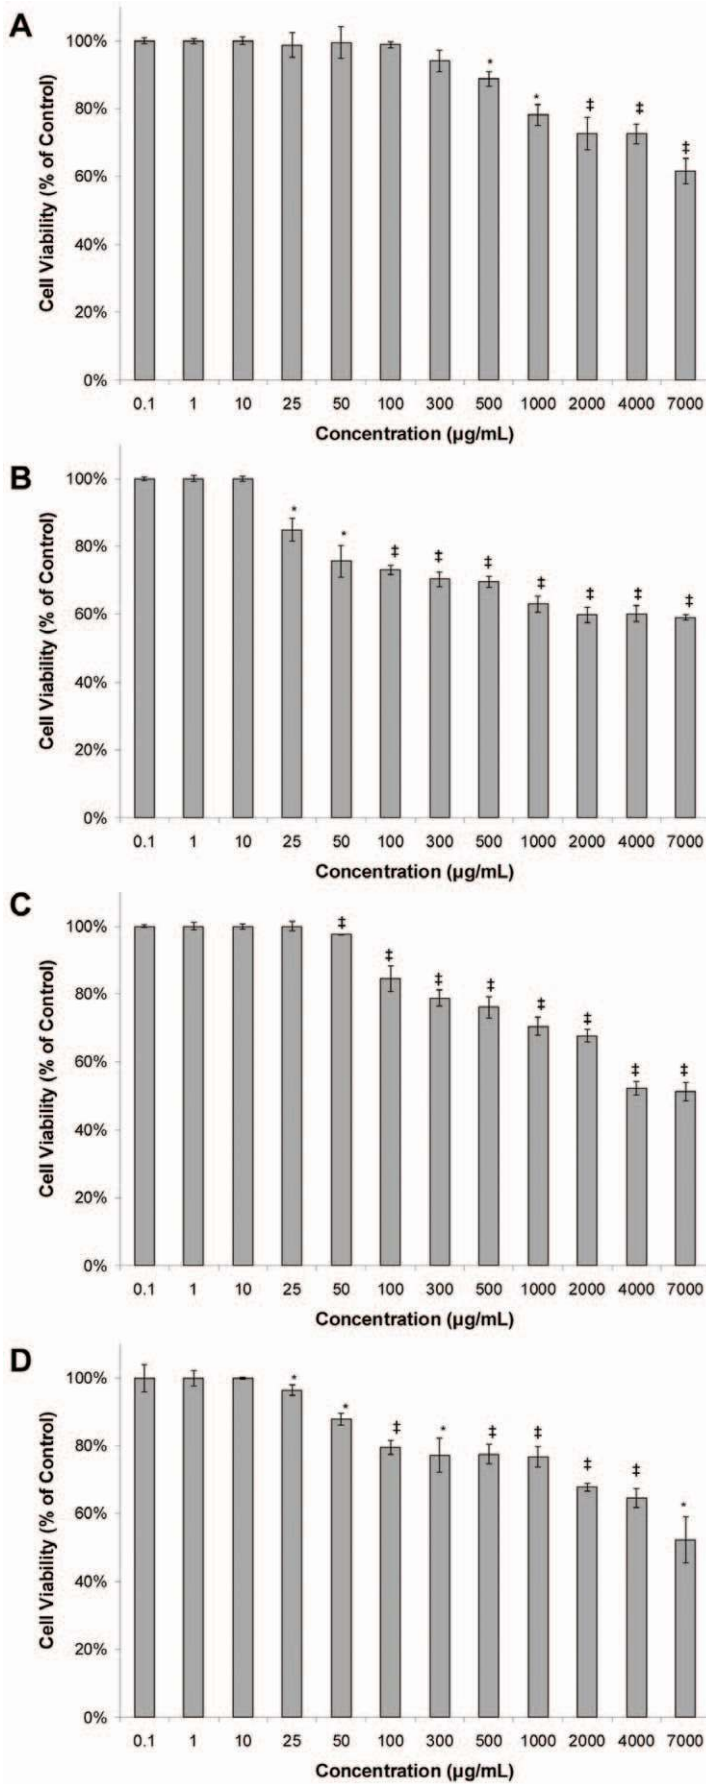 A
Cell Viability (% of Control)
100%
80%
60%
40%
20%
0%
* * ‡ ‡ ‡
0.1 1 10 25 50 100 300 500 1000 2000 4000 7000
Concentration (µg/mL)
B
Cell Viability (% of Control)
100%
80%
60%
40%
20%
0%
* * ‡ ‡ ‡ ‡ ‡ ‡ ‡
0.1 1 10 25 50 100 300 500 1000 2000 4000 7000
Concentration (µg/mL)
C
Cell Viability (% of Control)
100%
80%
60%
40%
20%
0%
‡ ‡ ‡ ‡ ‡ ‡ ‡ ‡
0.1 1 10 25 50 100 300 500 1000 2000 4000 7000
Concentration (µg/mL)
D
Cell Viability (% of Control)
100%
80%
60%
40%
20%
0%
* * ‡ * ‡ ‡ ‡ ‡ *
0.1 1 10 25 50 100 300 500 1000 2000 4000 7000
Concentration (µg/mL)